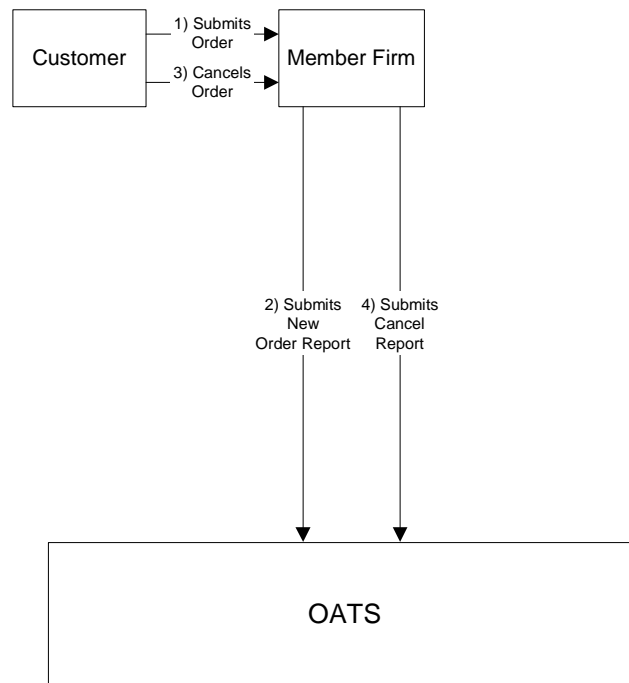 Customer
1) Submits
Order
3) Cancels
Order
Member Firm
2) Submits
New
Order Report
4) Submits
Cancel
Report
OATS